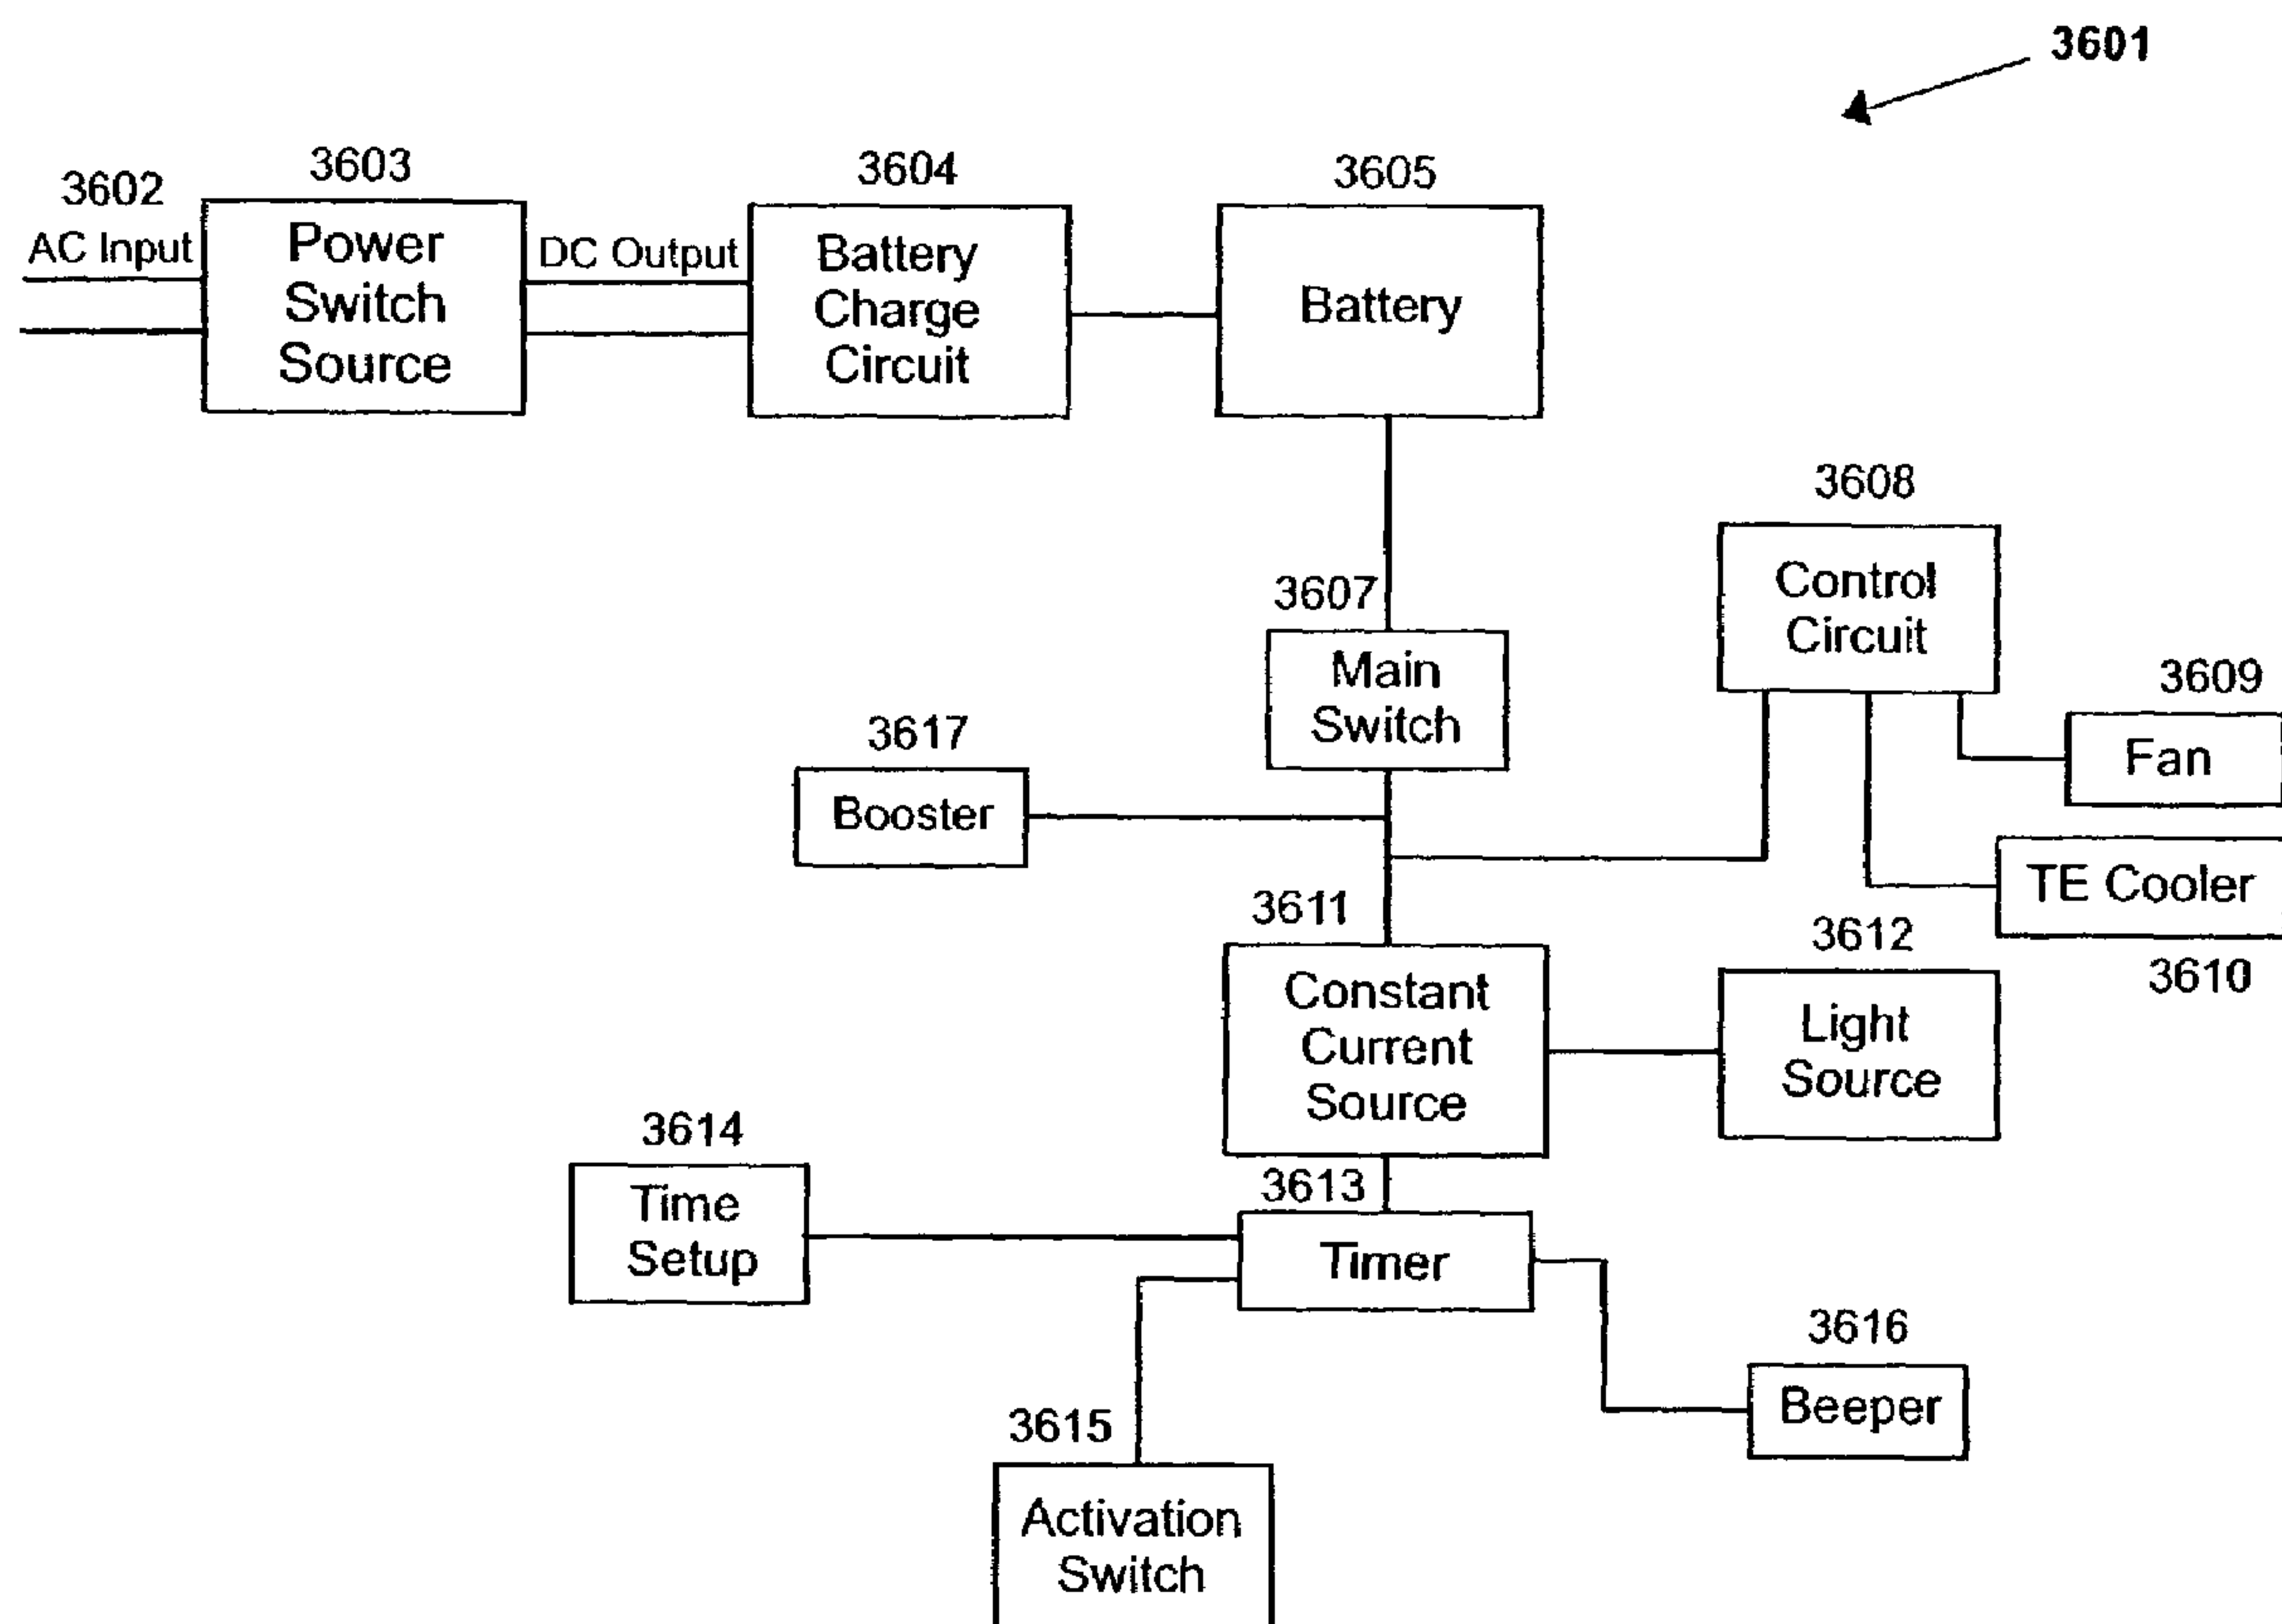 3601
3602
AC Input
3603
Power
Switch
Source
DC Output
3604
Battery
Charge
Circuit
3605
Battery
3607
Main
Switch
3608
Control
Circuit
3609
Fan
TE Cooler
3610
3617
Booster
3611
Constant
Current
Source
3612
Light
Source
3613
Timer
3614
Time
Setup
3615
Activation
Switch
3616
Beeper